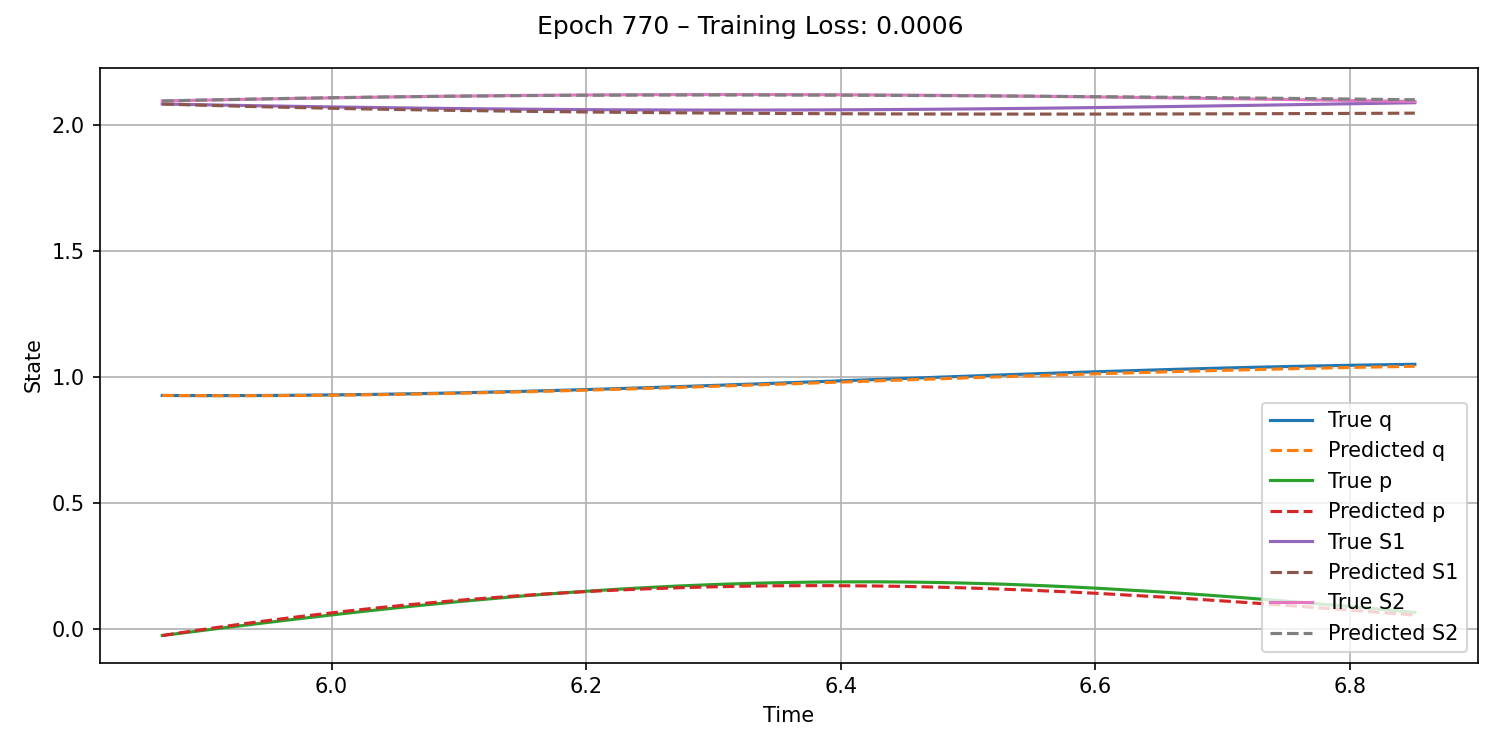 Epoch 770 – Training Loss: 0.0006
State
2.0
1.5
1.0
0.5
0.0
True q
Predicted q
True p
Predicted p
True S1
Predicted S1
True S2
Predicted S2
6.0 6.2 6.4 6.6 6.8
Time